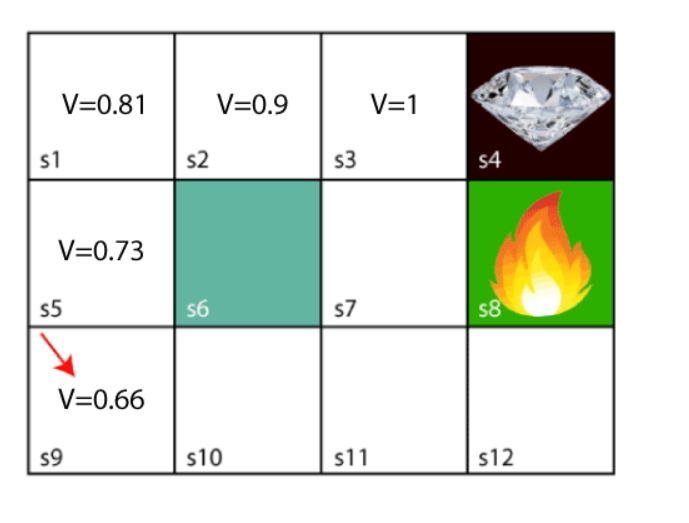 V=0.81
V=0.9
V=1
s1
s2
s3
s4
V=0.73
s5
s6
s7
s8
V=0.66
s9
s10
s11
s12